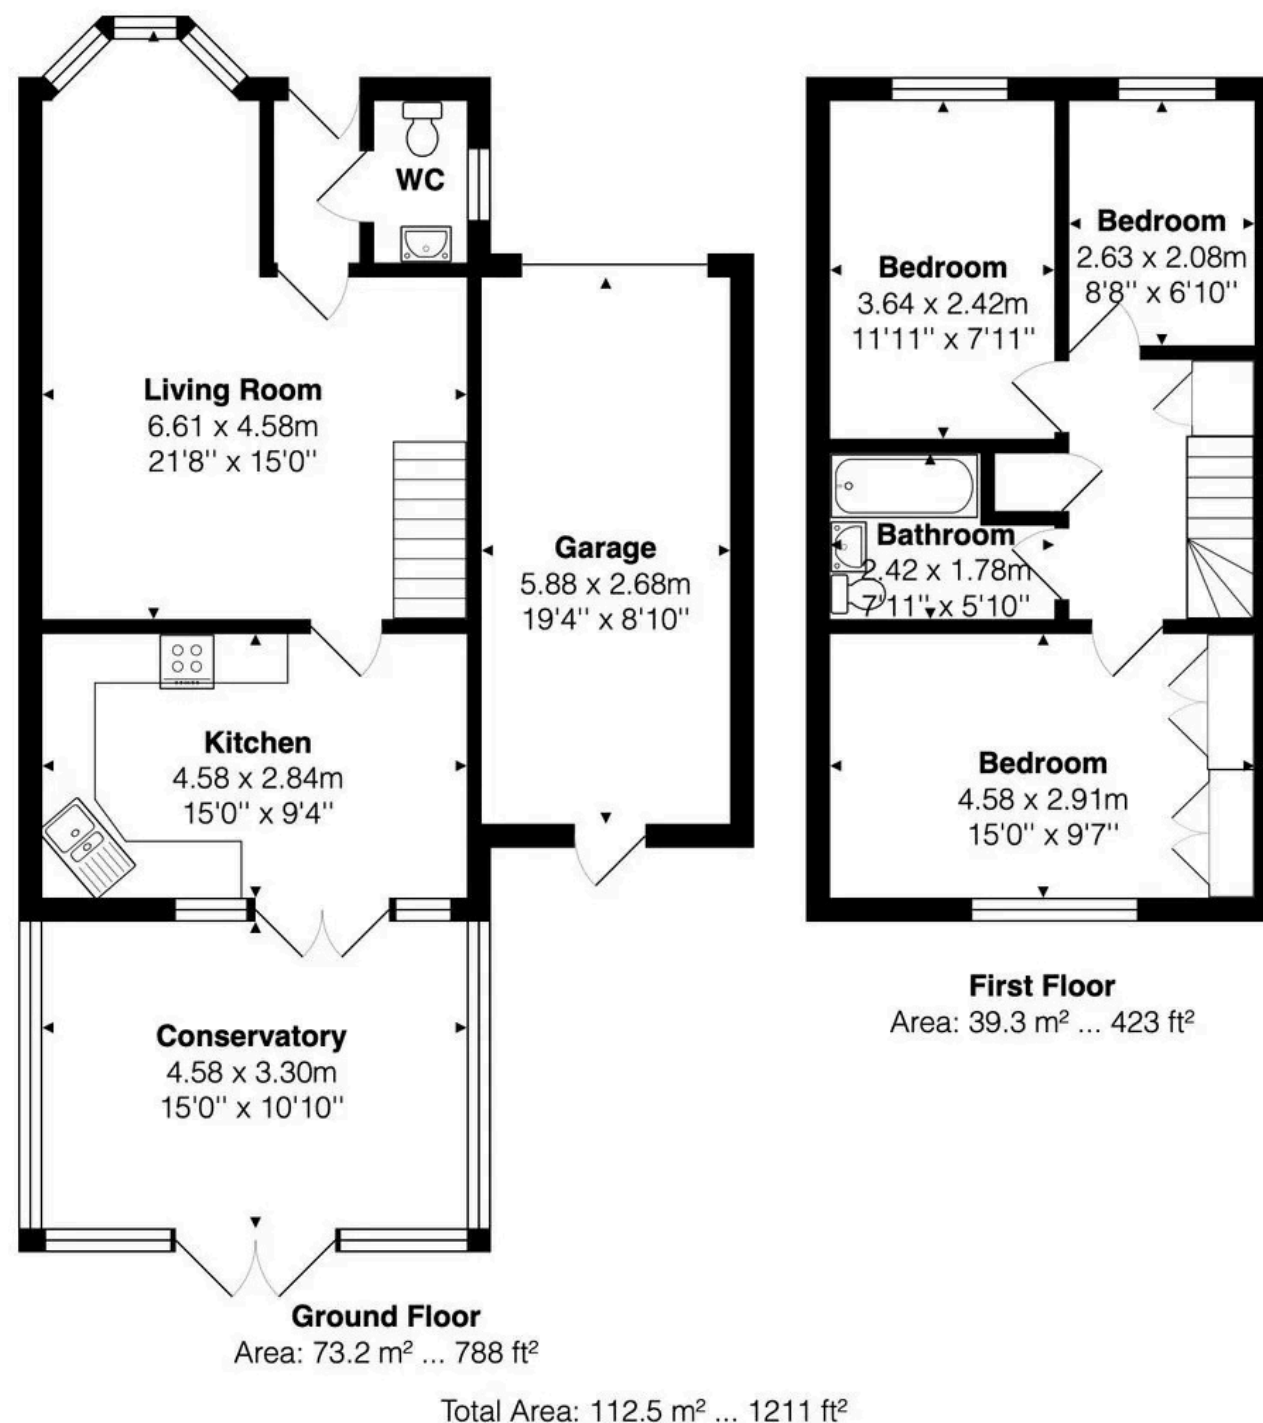 WC
Living Room
6.61 x 4.58m
21'8" x 15'0"
Garage
5.88 x 2.68m
19'4" x 8'10"
Kitchen
4.58 x 2.84m
15'0" x 9'4"
Conservatory
4.58 x 3.30m
15'0" x 10'10"
Ground Floor
Area: 73.2 m² ... 788 ft²
Bedroom
3.64 x 2.42m
11'11" x 7'11"
Bedroom
2.63 x 2.08m
8'8" x 6'10"
Bathroom
2.42 x 1.78m
7'11" x 5'10"
Bedroom
4.58 x 2.91m
15'0" x 9'7"
First Floor
Area: 39.3 m² ... 423 ft²
Total Area: 112.5 m² ... 1211 ft²